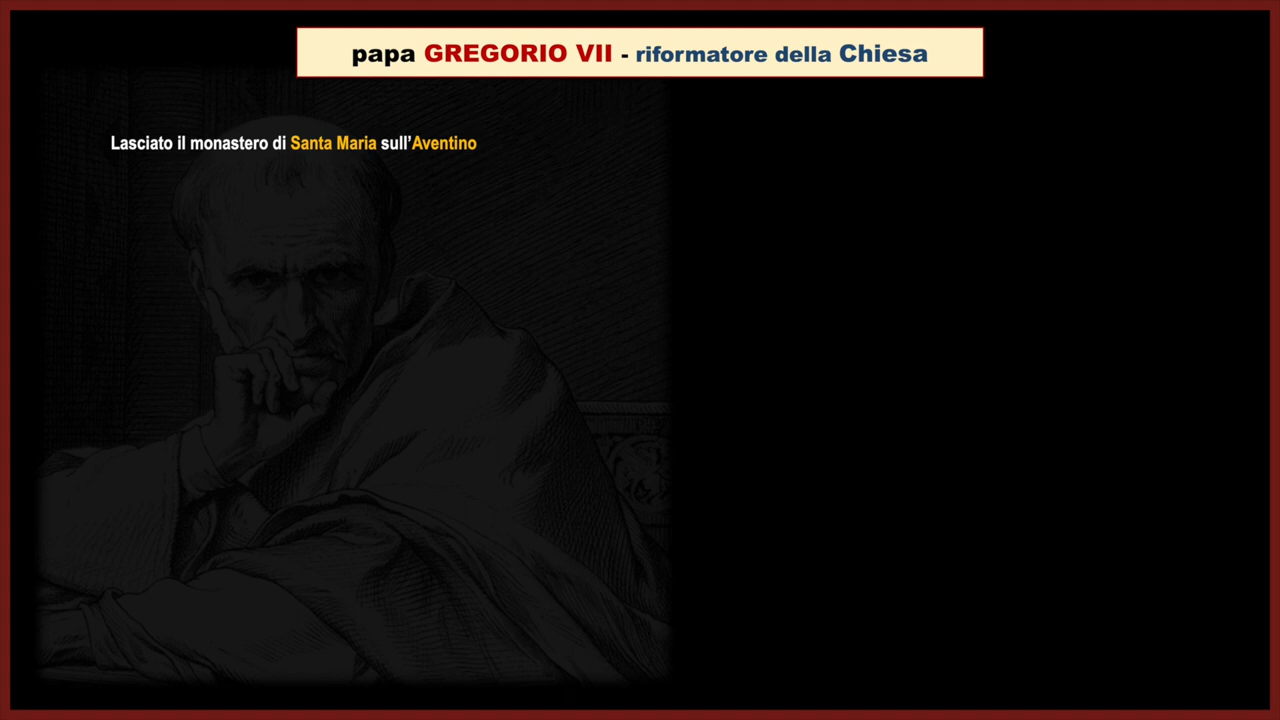 papa GREGORIO VII - riformatore della Chiesa
Lasciato il monastero di Santa Maria sull’Aventino